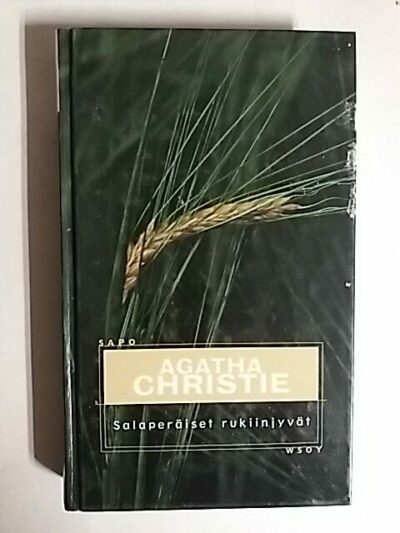 SAPO
AGATHA
CHRISTIE
Salaperäiset rukiinjyvät
WSOY